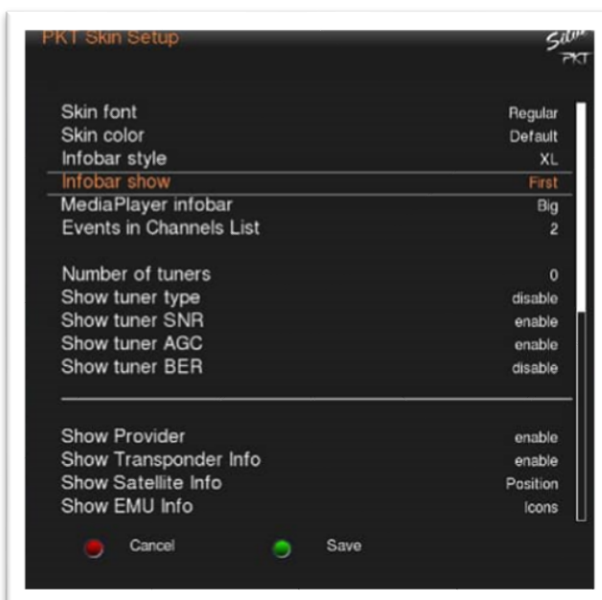 PKT Skin Setup
PKT
Skin font Regular
Skin color Default
Infobar style XL
Infobar show First
MediaPlayer infobar Big
Events in Channels List 2
Number of tuners 0
Show tuner type disable
Show tuner SNR enable
Show tuner AGC enable
Show tuner BER disable
Show Provider enable
Show Transponder Info enable
Show Satellite Info Position
Show EMU Info Icons
Cancel Save